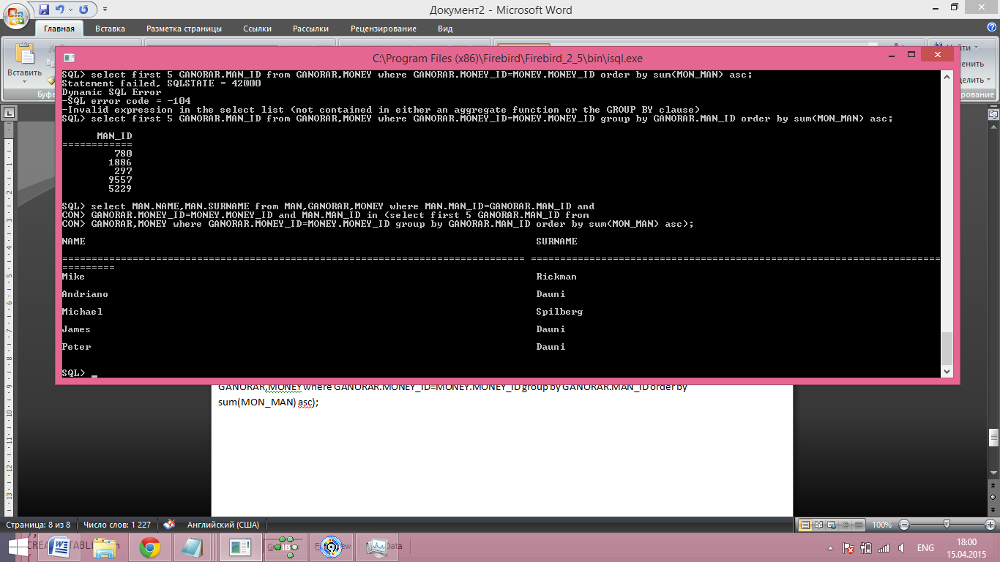 Документ2 - Microsoft Word
Главная Вставка Разметка страницы Ссылки Рассылки Рецензирование Вид
Вставить
C:\Program Files (x86)\Firebird\Firebird_2_5\bin\isql.exe
SQL> select first 5 GANORAR.MAN_ID from GANORAR,MONEY where GANORAR.MONEY_ID=MONEY.MONEY_ID order by sum(MON_MAN) asc;
Statement failed, SQLSTATE = 42000
Dynamic SQL Error
-SQL error code = -104
-Invalid expression in the select list (not contained in either an aggregate function or the GROUP BY clause)
SQL> select first 5 GANORAR.MAN_ID from GANORAR,MONEY where GANORAR.MONEY_ID=MONEY.MONEY_ID group by GANORAR.MAN_ID order by sum(MON_MAN) asc;
MAN_ID
============
780
1886
297
9557
5229
SQL> select MAN.NAME,MAN.SURNAME from MAN,GANORAR,MONEY where MAN.MAN_ID=GANORAR.MAN_ID and
CON> GANORAR.MONEY_ID=MONEY.MONEY_ID and MAN.MAN_ID in (select first 5 GANORAR.MAN_ID from
CON> GANORAR,MONEY where GANORAR.MONEY_ID=MONEY.MONEY_ID group by GANORAR.MAN_ID order by sum(MON_MAN) asc);
NAME SURNAME
Mike Rickman
Andriano Dauni
Michael Spilberg
James Dauni
Peter Dauni
SQL>
GANORAR,MONEY where GANORAR.MONEY_ID=MONEY.MONEY_ID group by GANORAR.MAN_ID order by
sum(MON_MAN) asc);
Страница: 8 из 8 Число слов: 1 227 Английский (США) 100%
ENG 18:00
15.04.2015